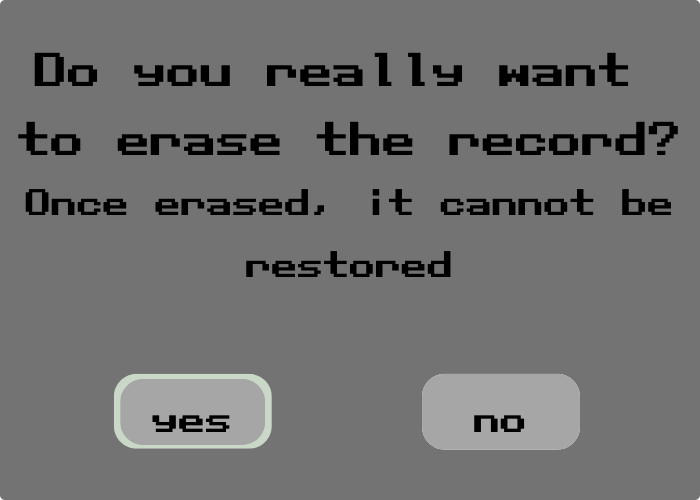 Do you really want
to erase the record?
Once erased, it cannot be
restored
yes
no